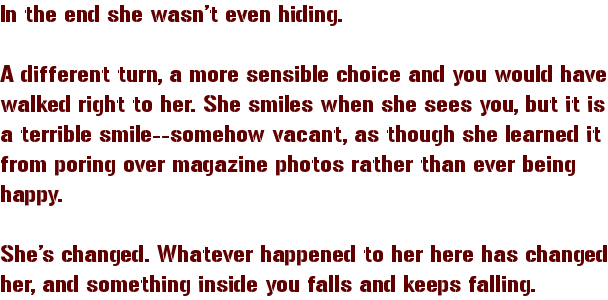 In the end she wasn't even hiding.
A different turn, a more sensible choice and you would have
walked right to her. She smiles when she sees you, but it is
a terrible smile--somehow vacant, as though she learned it
from poring over magazine photos rather than ever being
happy.
She's changed. Whatever happened to her here has changed
her, and something inside you falls and keeps falling.